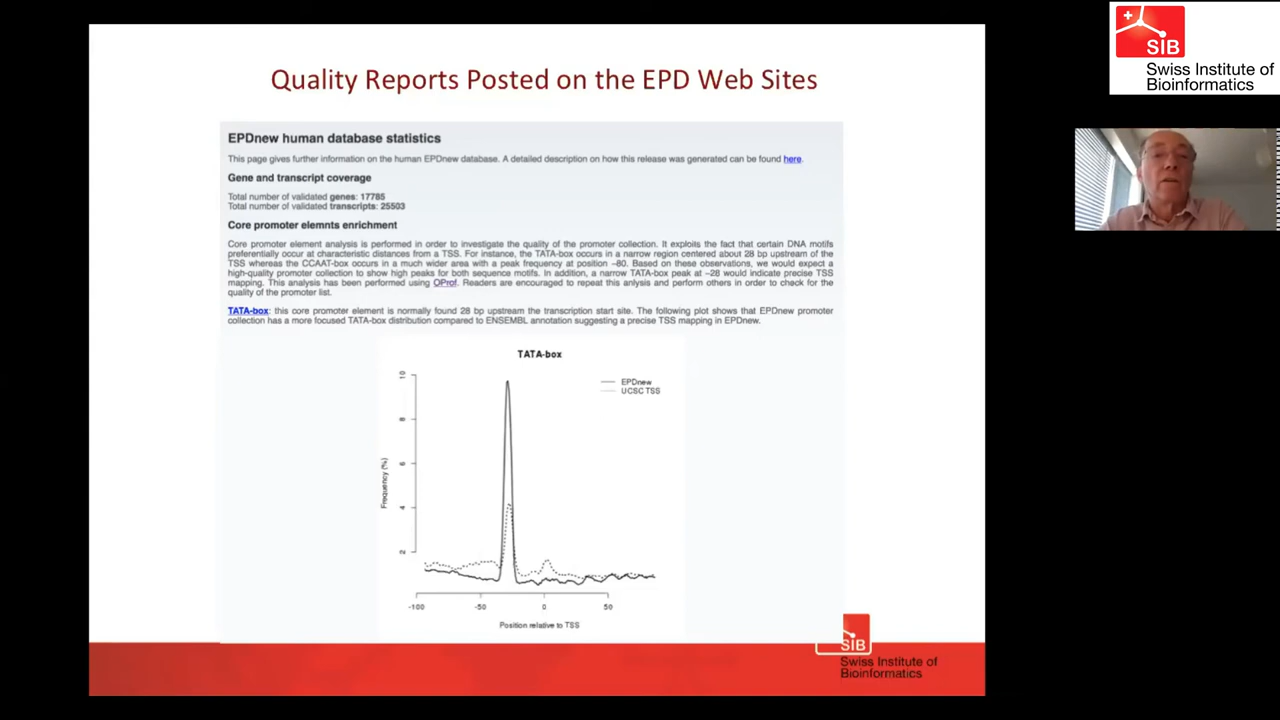 Quality Reports Posted on the EPD Web Sites
SIB
Swiss Institute of
Bioinformatics
EPDnew human database statistics
This page gives further information on the human EPDnew database. A detailed description on how this release was generated can be found here.
Gene and transcript coverage
Total number of validated genes: 17785
Total number of validated transcripts: 25503
Core promoter elemnts enrichment
Core promoter element analysis is performed in order to investigate the quality of the promoter collection. It exploits the fact that certain DNA motifs
preferentially occur at characteristic distances from a TSS. For instance, the TATA-box occurs in a narrow region centered about 28 bp upstream of the
TSS whereas the CCAAT-box occurs in a much wider area with a peak frequency at position ~80. Based on these observations, we would expect a
high-quality promoter collection to show high peaks for both sequence motifs. In addition, a narrow TATA-box peak at ~28 would indicate precise TSS
mapping. This analysis has been performed using OProf. Readers are encouraged to repeat this anlysis and perform others in order to check for the
quality of the promoter list.
TATA-box: this core promoter element is normally found 28 bp upstream the transcription start site. The following plot shows that EPDnew promoter
collection has a more focused TATA-box distribution compared to ENSEMBL annotation suggesting a precise TSS mapping in EPDnew.
TATA-box
EPDnew
UCSC TSS
Frequency (%)
10
8
6
4
2
-100 -50 0 50
Position relative to TSS
SIB
Swiss Institute of
Bioinformatics